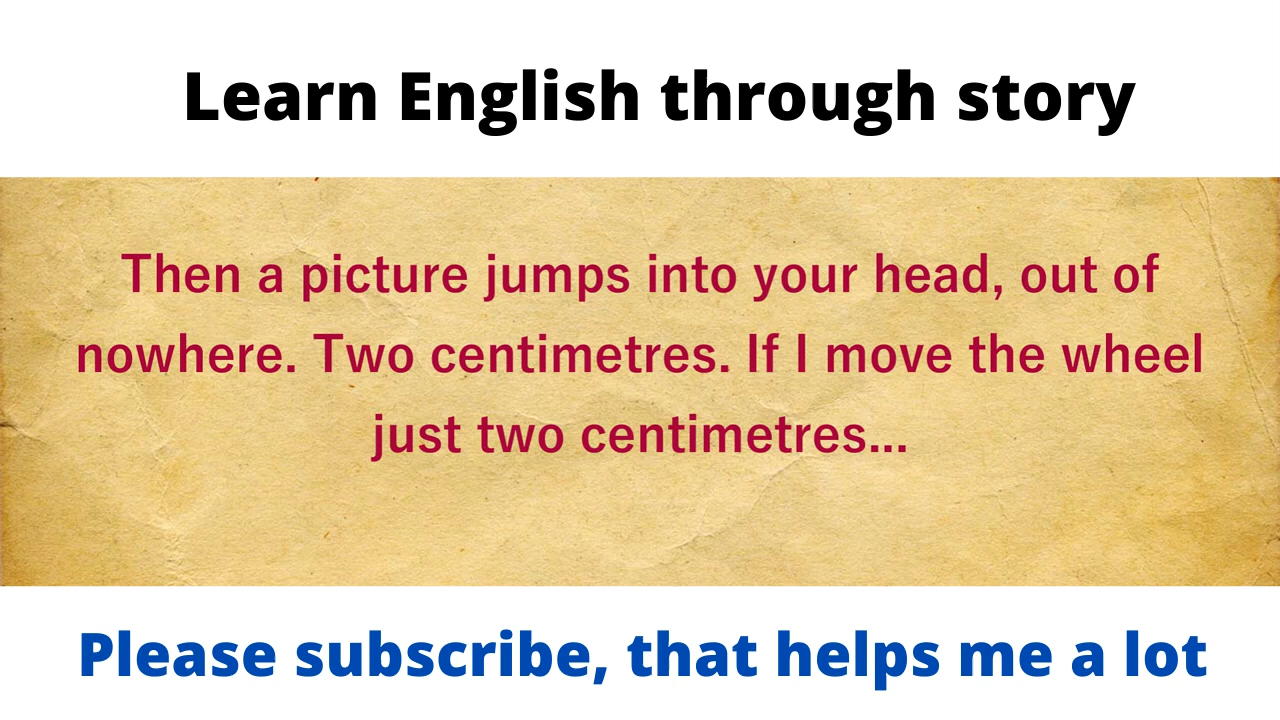 Learn English through story
Then a picture jumps into your head, out of
nowhere. Two centimetres. If I move the wheel
just two centimetres...
Please subscribe, that helps me a lot